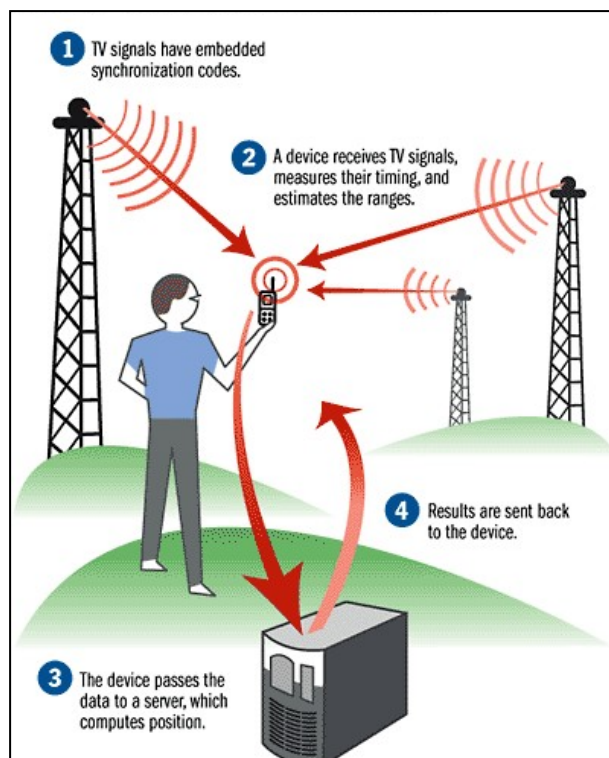 1 TV signals have embedded
synchronization codes.
2 A device receives TV signals,
measures their timing, and
estimates the ranges.
3 The device passes the
data to a server, which
computes position.
4 Results are sent back
to the device.